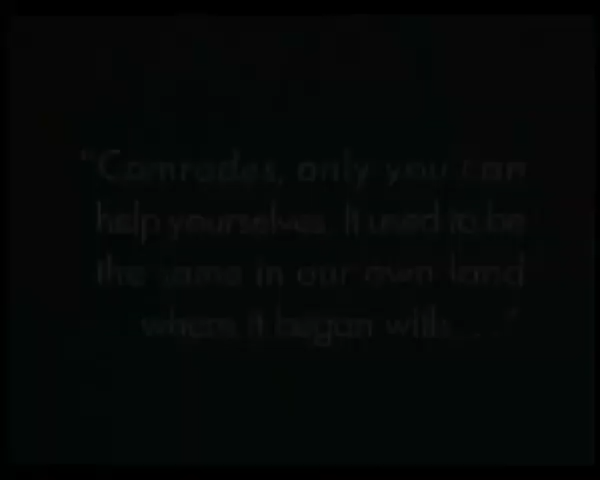 "Comrades, only you can
help yourselves. It used to be
the same in our own land
when it began with . . ."